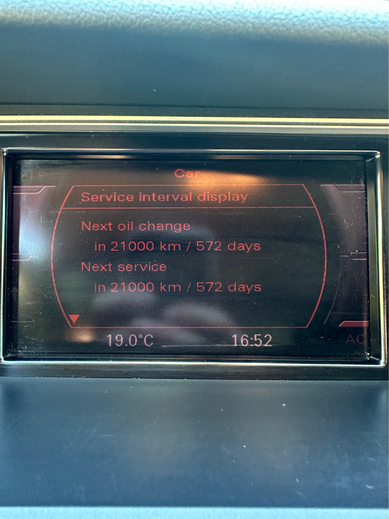 Car
Service interval display
Next oil change
in 21000 km / 572 days
Next service
in 21000 km / 572 days
19.0°C 16:52